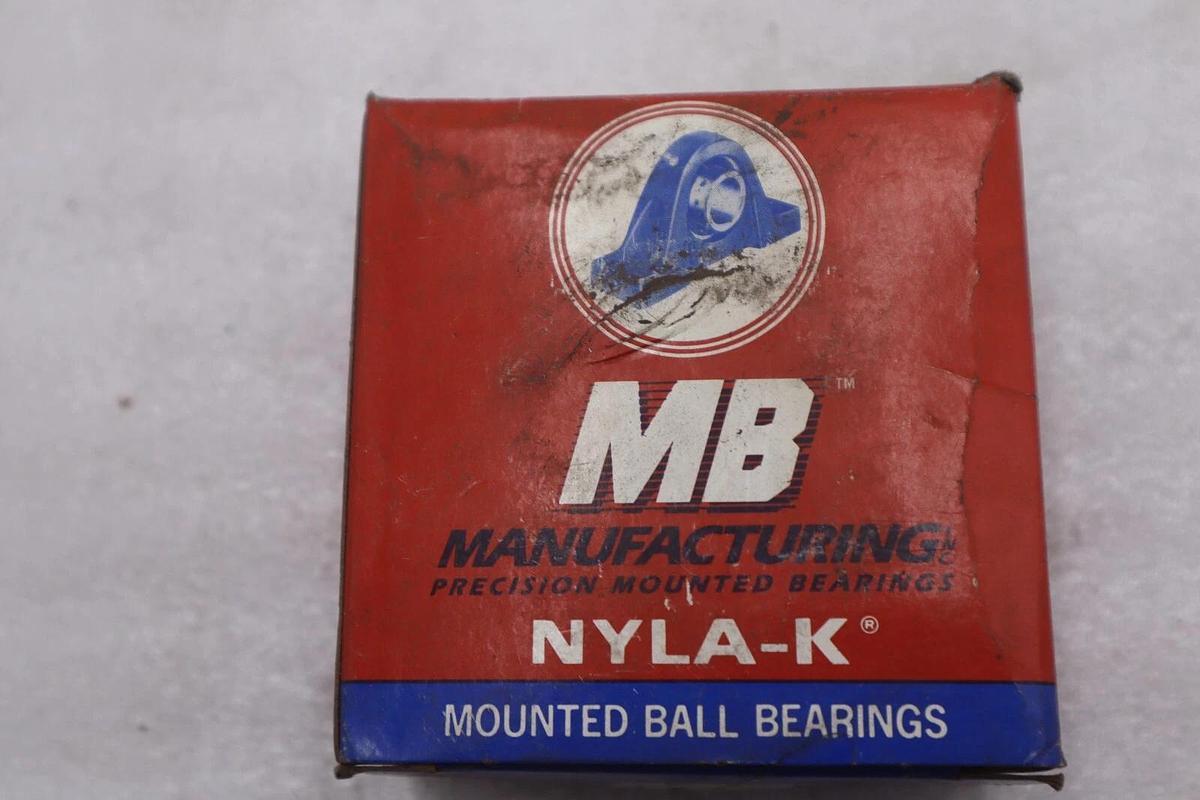 MB™
MANUFACTURING INC
PRECISION MOUNTED BEARINGS
NYLA-K®
MOUNTED BALL BEARINGS